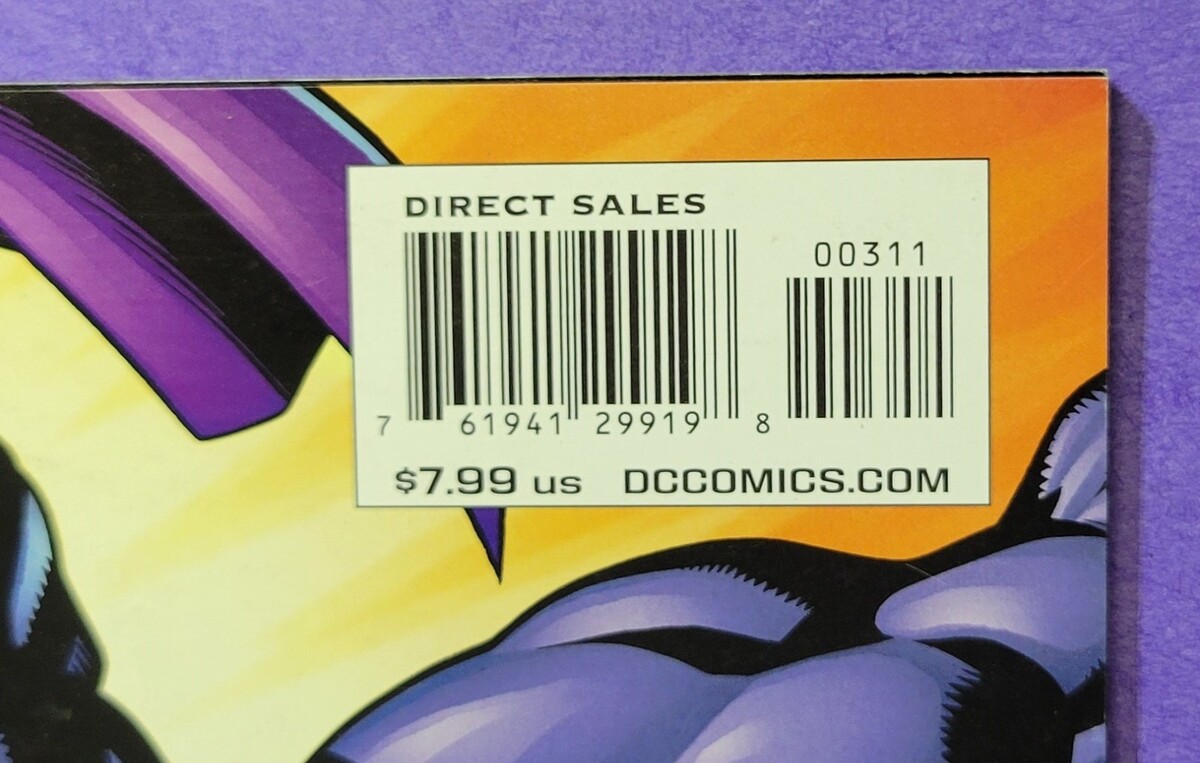 DIRECT SALES
00311
7 61941 29919 8
$7.99 US DCCOMICS.COM